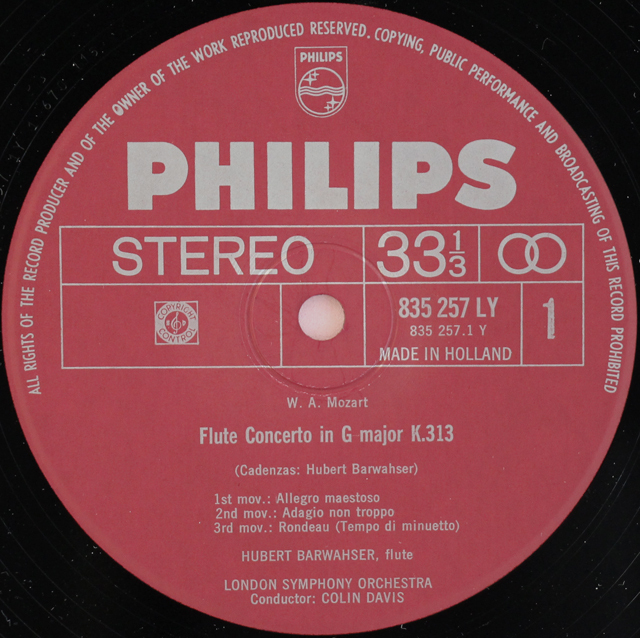 ALL RIGHTS OF THE RECORD PRODUCER AND OF THE OWNER OF THE WORK REPRODUCED RESERVED. COPYING, PUBLIC PERFORMANCE AND BROADCASTING OF THIS RECORD PROHIBITED
PHILIPS
PHILIPS
STEREO 33 1/3
COPYRIGHT CONTROL
835 257 LY
835 257.1 Y
MADE IN HOLLAND
1
W. A. Mozart
Flute Concerto in G major K.313
(Cadenzas: Hubert Barwahser)
1st mov.: Allegro maestoso
2nd mov.: Adagio non troppo
3rd mov.: Rondeau (Tempo di minuetto)
HUBERT BARWAHSER, flute
LONDON SYMPHONY ORCHESTRA
Conductor: COLIN DAVIS